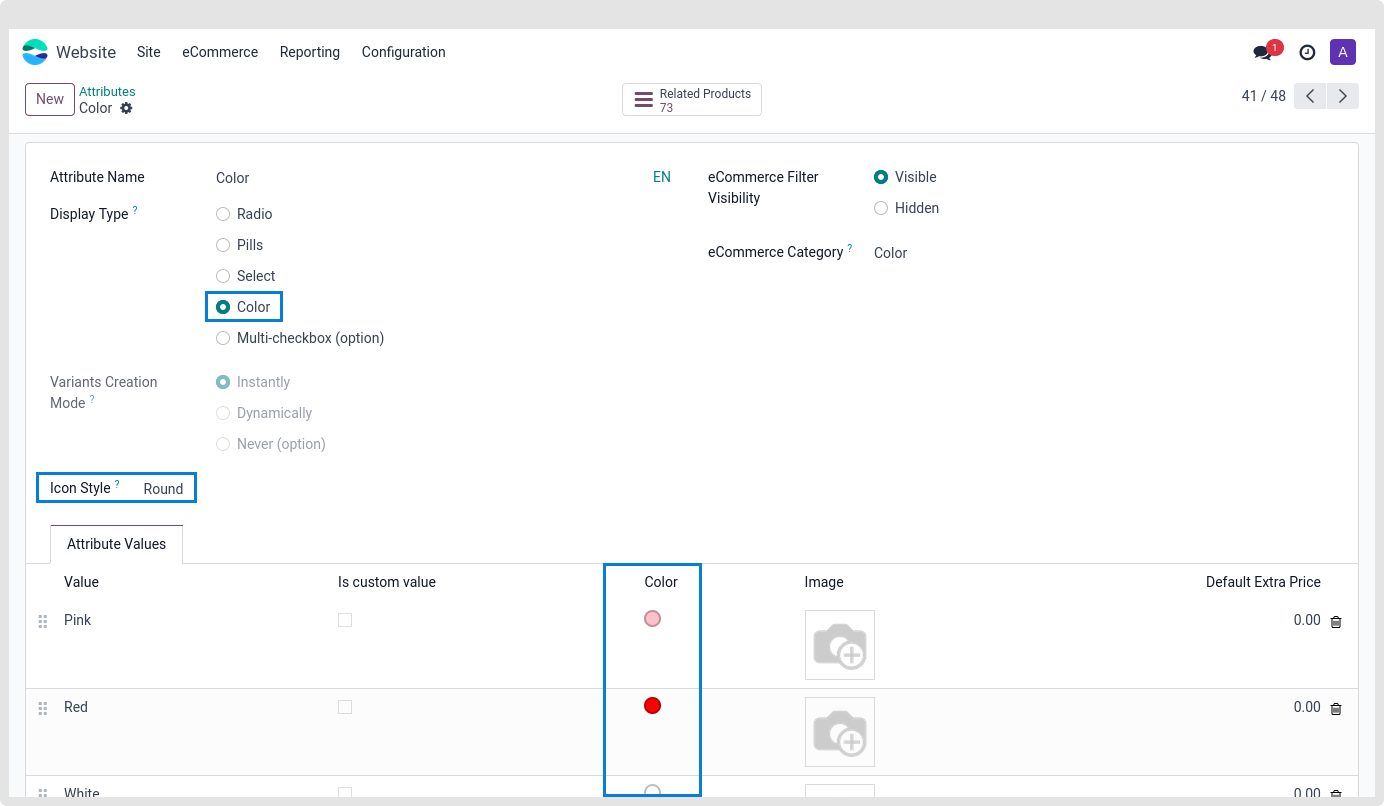 Website Site eCommerce Reporting Configuration 1 A
New Attributes
Color
Related Products
73
41 / 48
Attribute Name Color EN
Display Type ? Radio
Pills
Select
Color
Multi-checkbox (option)
Variants Creation
Mode ? Instantly
Dynamically
Never (option)
Icon Style ? Round
eCommerce Filter
Visibility Visible
Hidden
eCommerce Category ? Color
Attribute Values
Value Is custom value Color Image Default Extra Price
Pink 0.00
Red 0.00
White 0.00